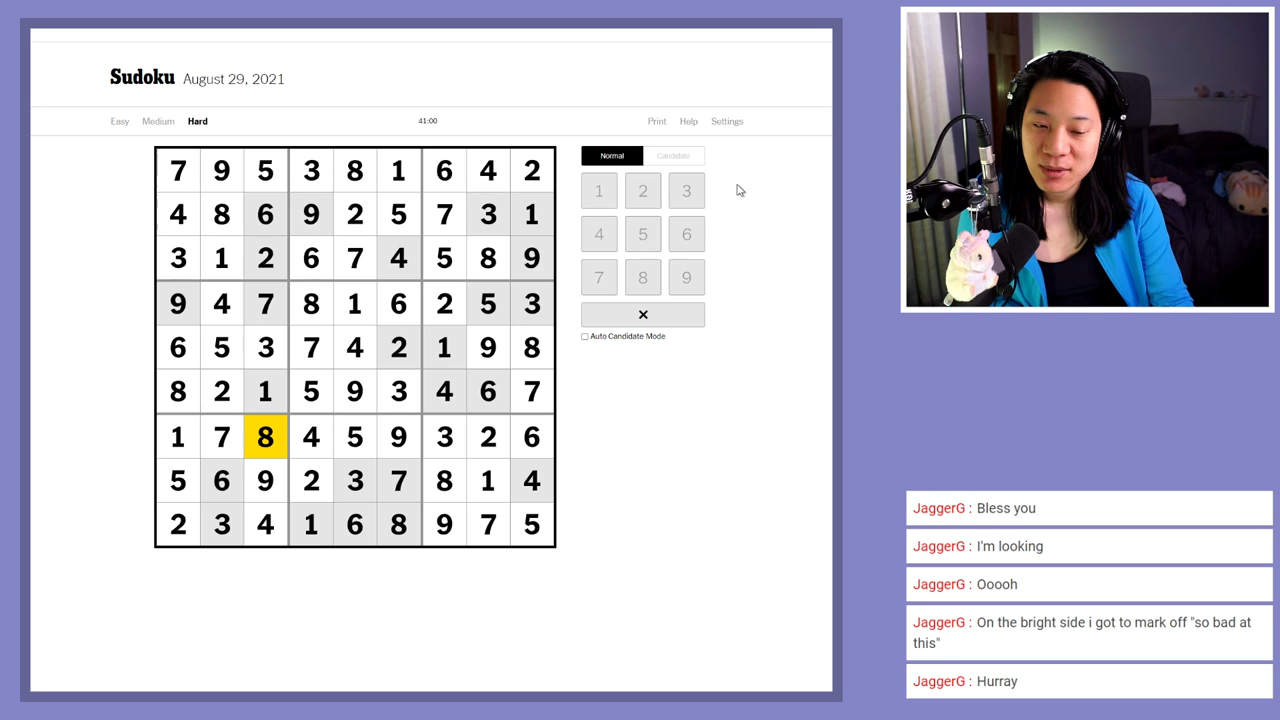 Sudoku August 29, 2021
Easy Medium Hard 41:00 Print Help Settings
7 9 5 3 8 1 6 4 2
4 8 6 9 2 5 7 3 1
3 1 2 6 7 4 5 8 9
9 4 7 8 1 6 2 5 3
6 5 3 7 4 2 1 9 8
8 2 1 5 9 3 4 6 7
1 7 8 4 5 9 3 2 6
5 6 9 2 3 7 8 1 4
2 3 4 1 6 8 9 7 5
Normal Candidate
1 2 3
4 5 6
7 8 9
✕
Auto Candidate Mode
JaggerG : Bless you
JaggerG : I'm looking
JaggerG : Ooooh
JaggerG : On the bright side i got to mark off "so bad at
this"
JaggerG : Hurray